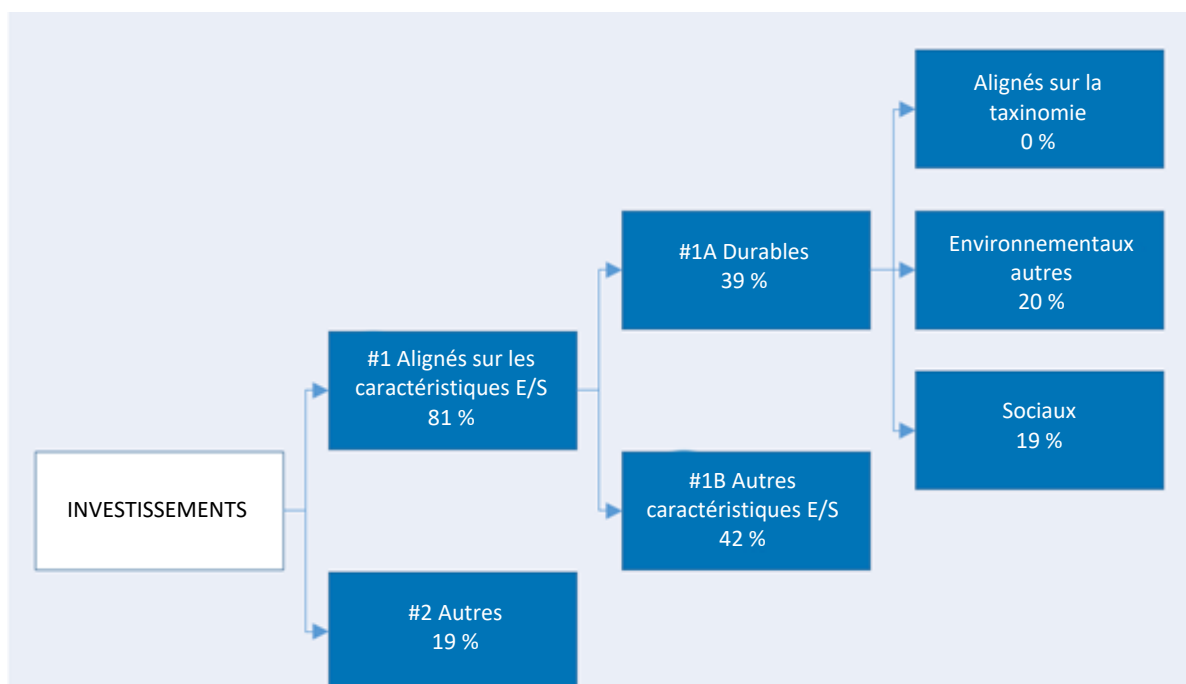 INVESTISSEMENTS
#1 Alignés sur les
caractéristiques E/S
81 %
#2 Autres
19 %
#1A Durables
39 %
#1B Autres
caractéristiques E/S
42 %
Alignés sur la
taxinomie
0 %
Environnementaux
autres
20 %
Sociaux
19 %